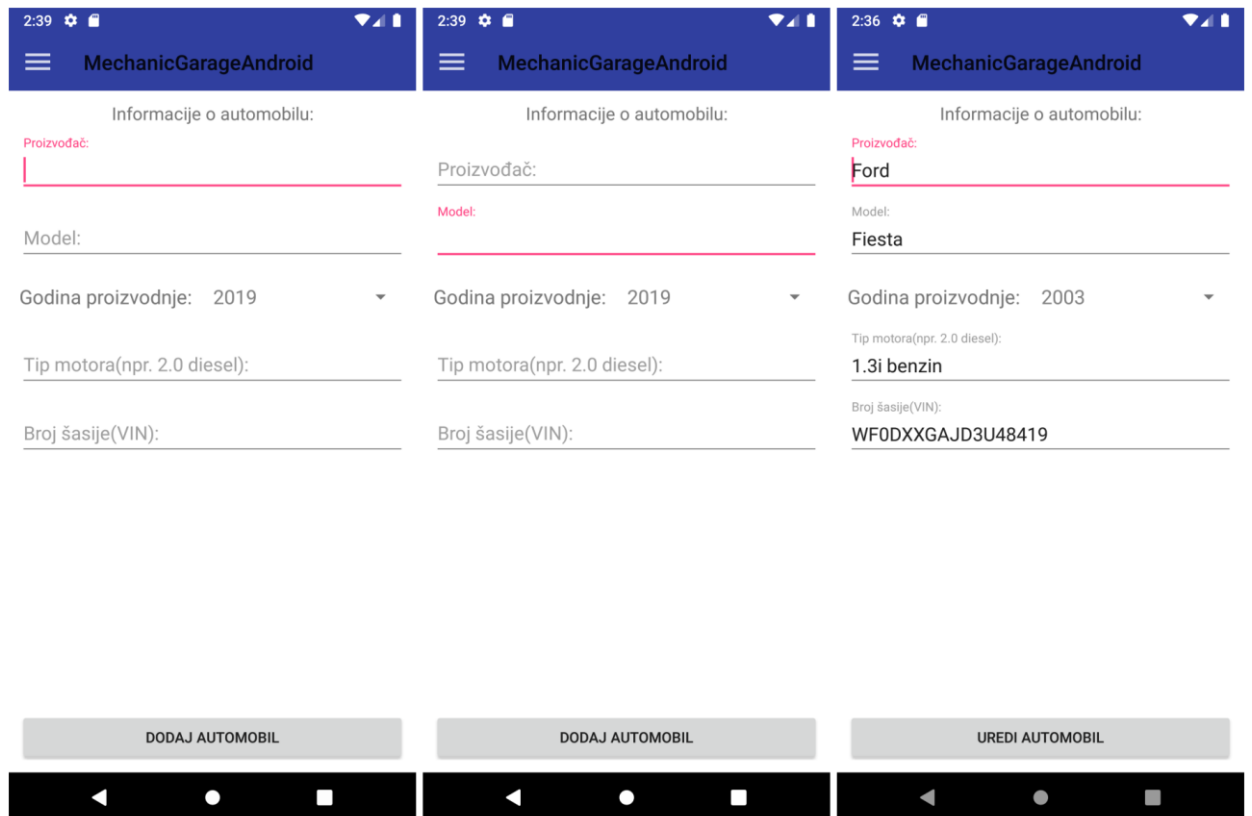 2:39
MechanicGarageAndroid
Informacije o automobilu:
Proizvođač:
Model:
Godina proizvodnje: 2019
Tip motora(npr. 2.0 diesel):
Broj šasije(VIN):
DODAJ AUTOMOBIL
2:39
MechanicGarageAndroid
Informacije o automobilu:
Proizvođač:
Model:
Godina proizvodnje: 2019
Tip motora(npr. 2.0 diesel):
Broj šasije(VIN):
DODAJ AUTOMOBIL
2:36
MechanicGarageAndroid
Informacije o automobilu:
Proizvođač:
Ford
Model:
Fiesta
Godina proizvodnje: 2003
Tip motora(npr. 2.0 diesel):
1.3i benzin
Broj šasije(VIN):
WF0DXXGAJD3U48419
UREDI AUTOMOBIL